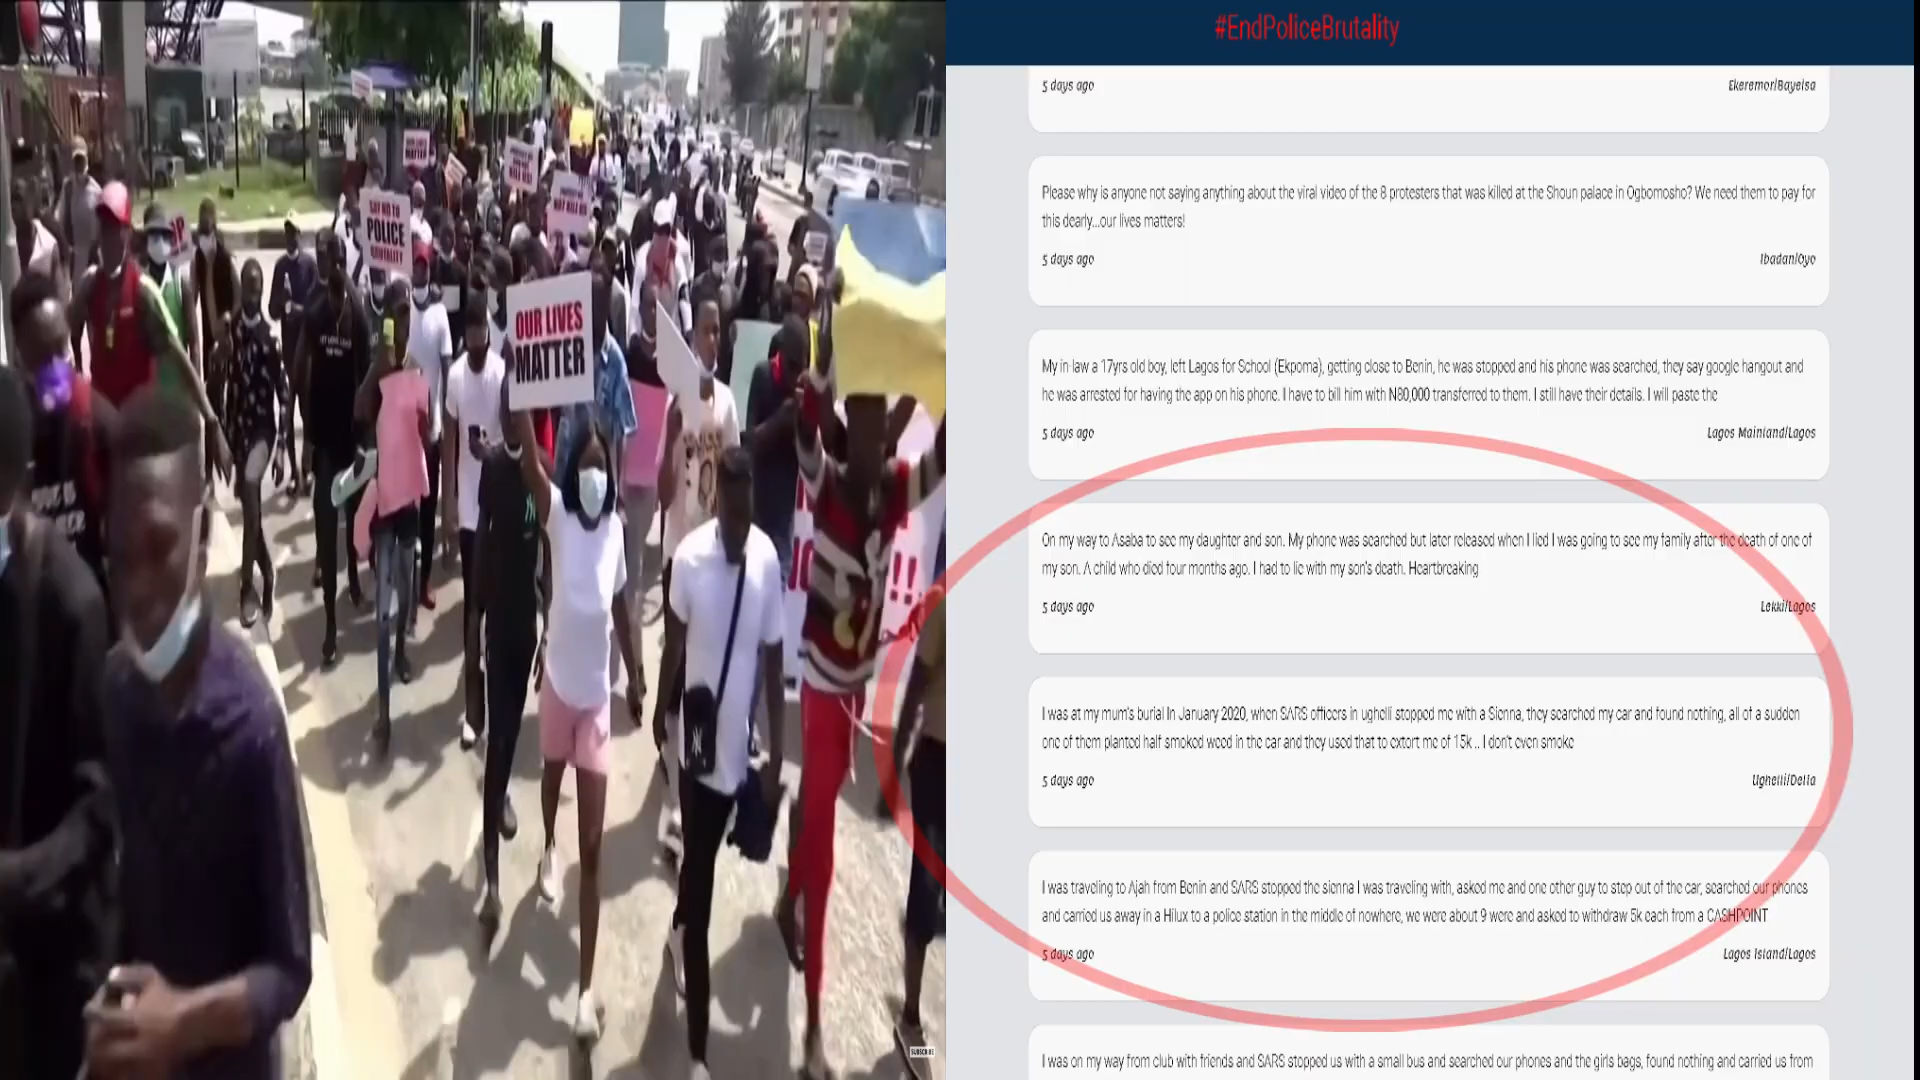 OUR LIVES
MATTER
SAY NO TO
POLICE
BRUTALITY
!!
SUBSCRIBE
#EndPoliceBrutality
5 days ago
Ekeremor/Bayelsa
Please why is anyone not saying anything about the viral video of the 8 protesters that was killed at the Shoun palace in Ogbomosho? We need them to pay for
this dearly...our lives matters!
5 days ago
Ibadan/Oyo
My in-law a 17yrs old boy, left Lagos for School (Ekpoma), getting close to Benin, he was stopped and his phone was searched, they say google hangout and
he was arrested for having the app on his phone. I have to bill him with N80,000 transferred to them. I still have their details. I will paste the
5 days ago
Lagos Mainland/Lagos
On my way to Asaba to see my daughter and son. My phone was searched but later released when I lied I was going to see my family after the death of one of
my son. A child who died four months ago. I had to lie with my son's death. Heartbreaking
5 days ago
Lekki/Lagos
I was at my mum's burial In January 2020, when SARS officers in ughelli stopped me with a Sienna, they searched my car and found nothing, all of a sudden
one of them planted half smoked weed in the car and they used that to extort me of 15k .. I don't even smoke
5 days ago
Ughelli/Delta
I was traveling to Ajah from Benin and SARS stopped the sienna I was traveling with, asked me and one other guy to step out of the car, searched our phones
and carried us away in a Hilux to a police station in the middle of nowhere, we were about 9 were and asked to withdraw 5k each from a CASHPOINT
5 days ago
Lagos Island/Lagos
I was on my way from club with friends and SARS stopped us with a small bus and searched our phones and the girls bags, found nothing and carried us from